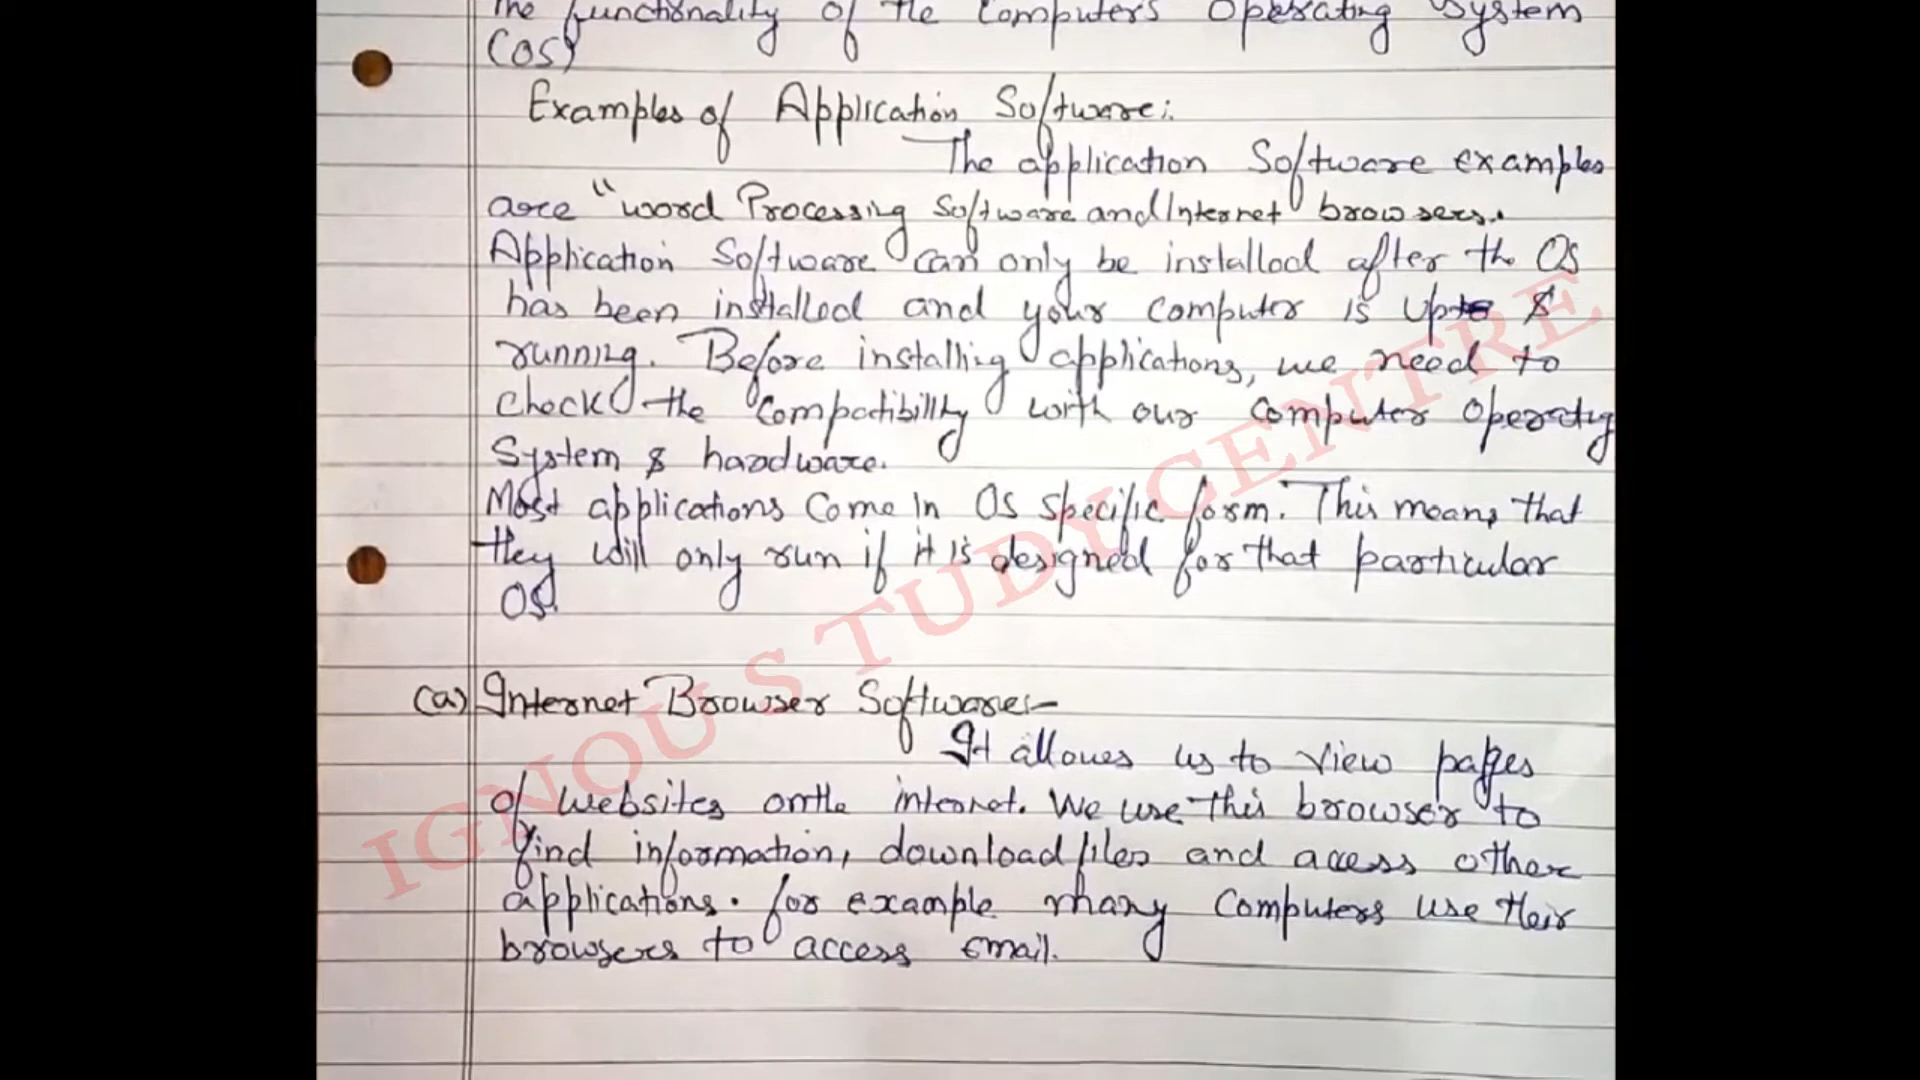 The functionality of the Computers Operating System
(OS)
Examples of Application Software:
The application Software examples
are "word Processing Software and Internet browsers.
Application Software can only be installed after the OS
has been installed and your Computer is Up &
running. Before installing applications, we need to
check the Compatibility with our Computer Operating
System & hardware.
Most applications Come In OS Specific form. This means that
they will only run if it is designed for that particular
OS.
(a) Internet Browser Software:-
It allowes us to View pages
of websites on the internet. We use this browser to
find information, download files and access other
applications. for example many Computers use their
browsers to access Email.
IGNOU STUDY CENTRE